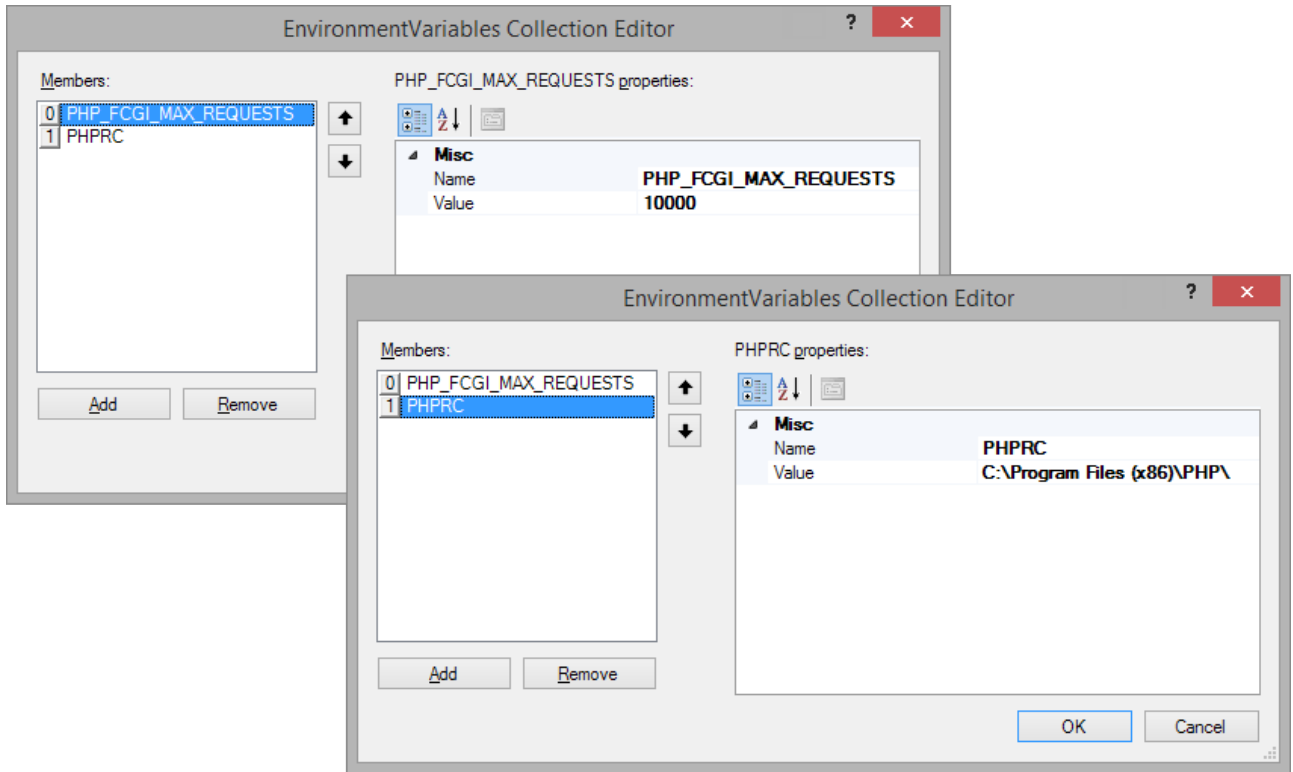 EnvironmentVariables Collection Editor
?
Members:
PHP_FCGI_MAX_REQUESTS properties:
0 PHP_FCGI_MAX_REQUESTS
1 PHPRC
Misc
Name PHP_FCGI_MAX_REQUESTS
Value 10000
Add Remove
EnvironmentVariables Collection Editor
?
Members:
PHPRC properties:
0 PHP_FCGI_MAX_REQUESTS
1 PHPRC
Misc
Name PHPRC
Value C:\Program Files (x86)\PHP\
Add Remove
OK Cancel